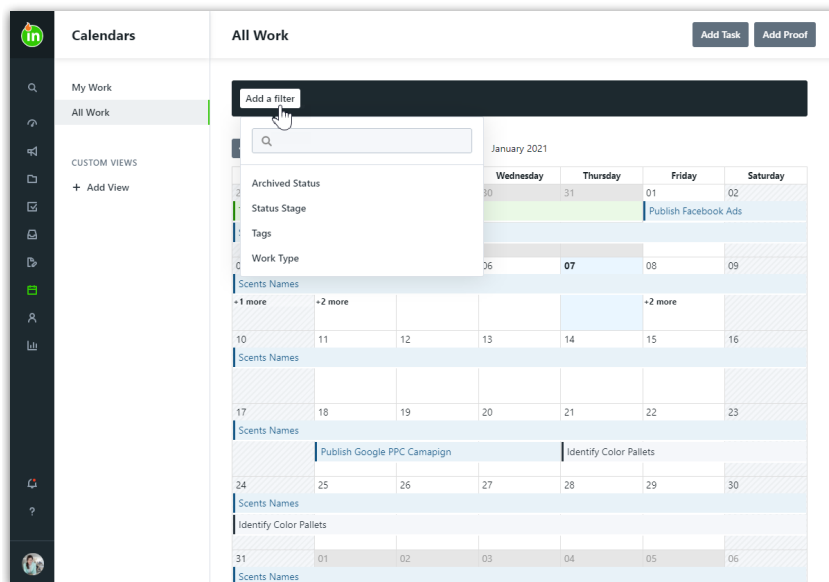 in
Calendars
All Work
Add Task
Add Proof
My Work
All Work
CUSTOM VIEWS
+ Add View
Add a filter
Archived Status
Status Stage
Tags
Work Type
January 2021
Wednesday Thursday Friday Saturday
30 31 01 02
Publish Facebook Ads
06 07 08 09
Scents Names
+1 more +2 more +2 more
10 11 12 13 14 15 16
Scents Names
17 18 19 20 21 22 23
Scents Names
Publish Google PPC Camapign Identify Color Pallets
24 25 26 27 28 29 30
Scents Names
Identify Color Pallets
31 01 02 03 04 05 06
Scents Names
?